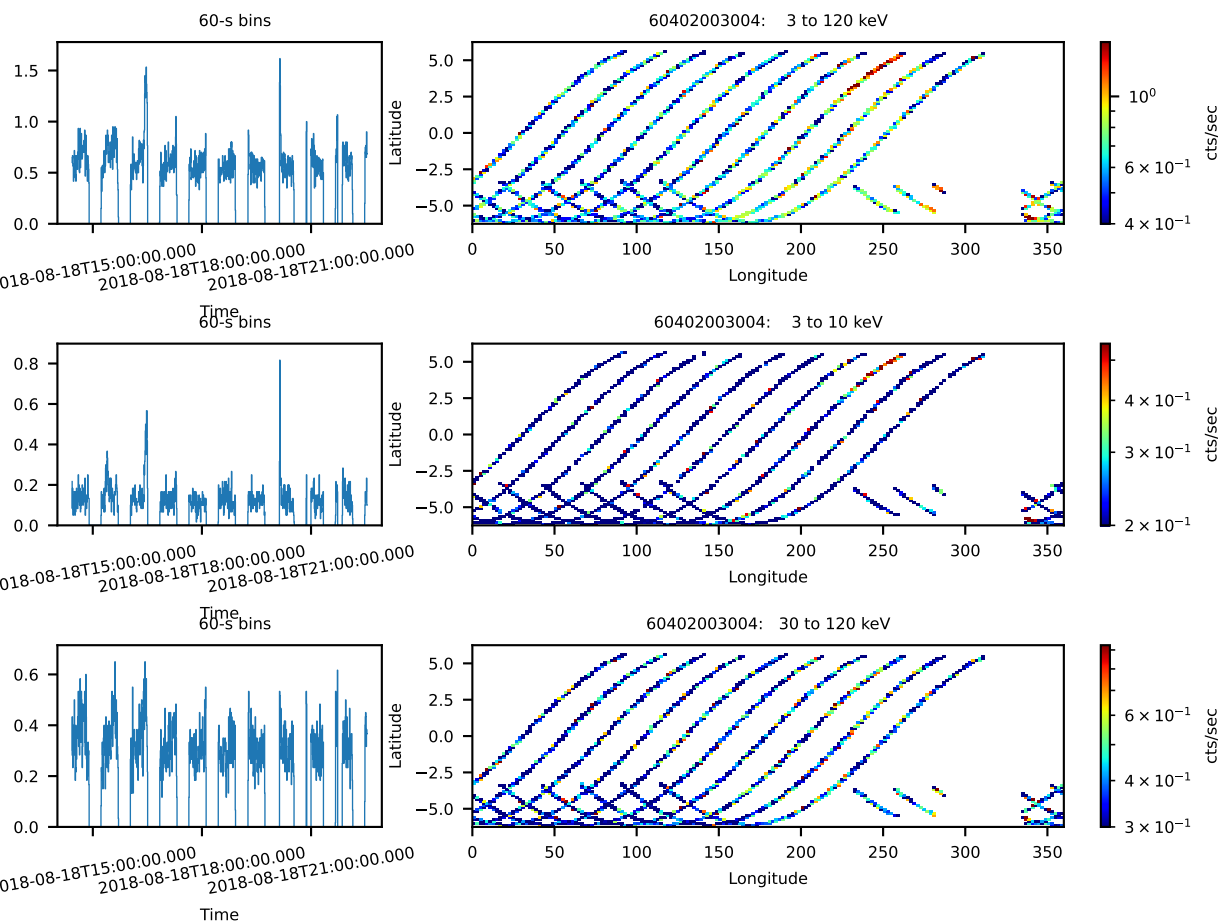 60-s bins
60402003004:    3 to 120 keV
1.5
1.0
0.5
0.0
018-08-18T15:00:00.000
2018-08-18T18:00:00.000
2018-08-18T21:00:00.000
Time
Latitude
5.0
2.5
0.0
−2.5
−5.0
0 50 100 150 200 250 300 350
Longitude
10⁰
6 × 10⁻¹
4 × 10⁻¹
cts/sec
60-s bins
60402003004:    3 to 10 keV
0.8
0.6
0.4
0.2
0.0
018-08-18T15:00:00.000
2018-08-18T18:00:00.000
2018-08-18T21:00:00.000
Time
Latitude
5.0
2.5
0.0
−2.5
−5.0
0 50 100 150 200 250 300 350
Longitude
4 × 10⁻¹
3 × 10⁻¹
2 × 10⁻¹
cts/sec
60-s bins
60402003004:   30 to 120 keV
0.6
0.4
0.2
0.0
018-08-18T15:00:00.000
2018-08-18T18:00:00.000
2018-08-18T21:00:00.000
Time
Latitude
5.0
2.5
0.0
−2.5
−5.0
0 50 100 150 200 250 300 350
Longitude
6 × 10⁻¹
4 × 10⁻¹
3 × 10⁻¹
cts/sec